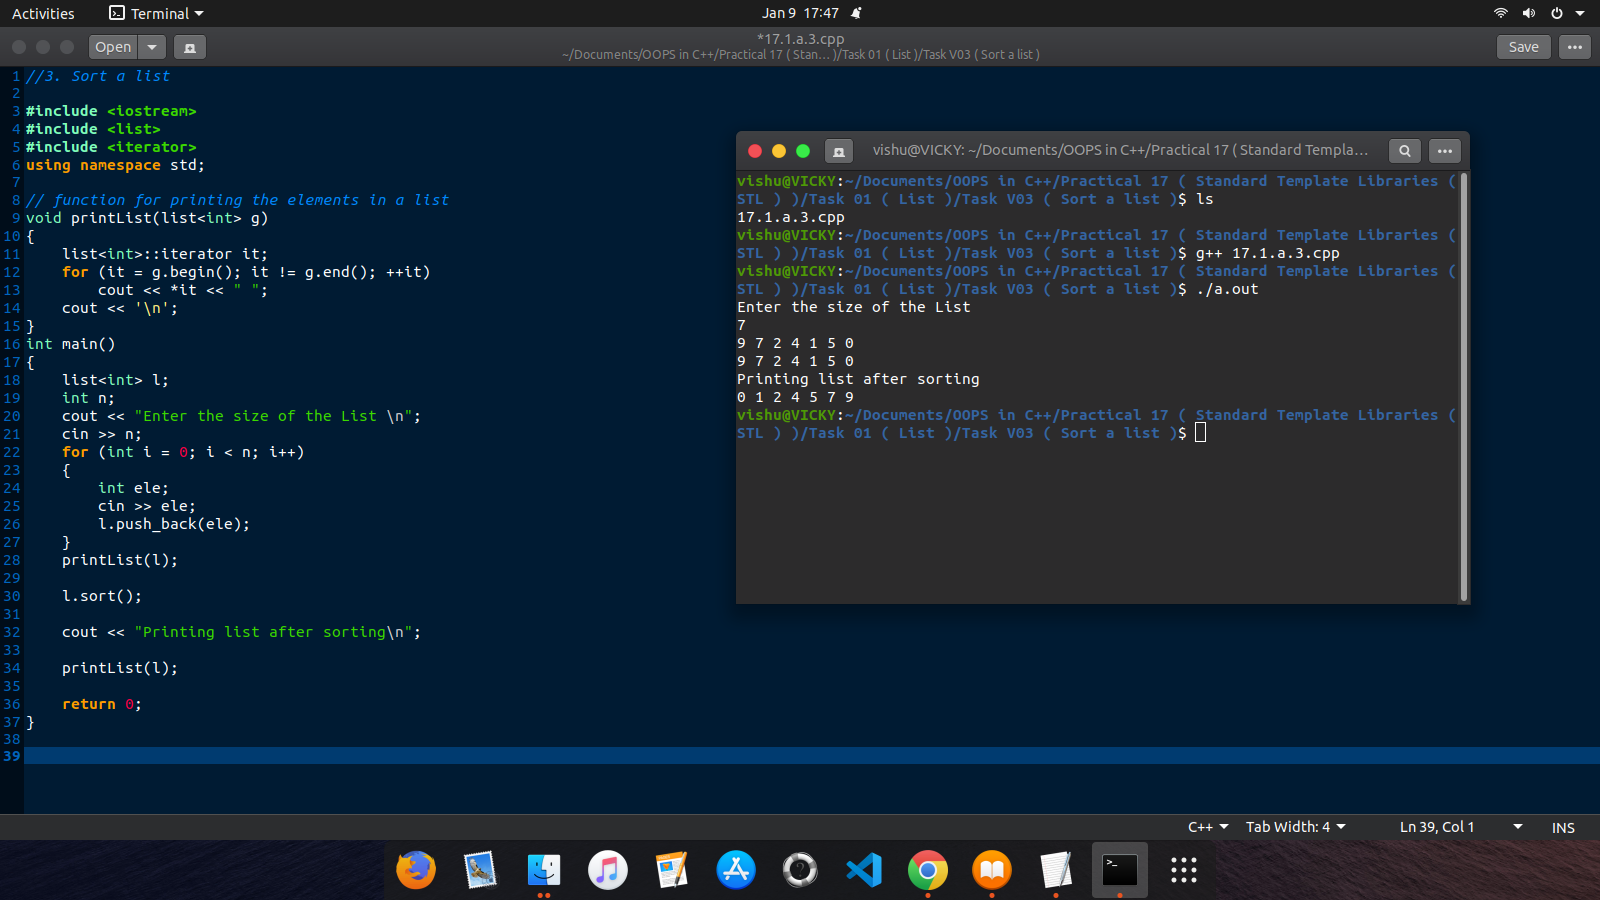 Activities Terminal Jan 9 17:47
Open *17.1.a.3.cpp Save
~/Documents/OOPS in C++/Practical 17 ( Stan… )/Task 01 ( List )/Task V03 ( Sort a list )
1 //3. Sort a list
2
3 #include <iostream>
4 #include <list>
5 #include <iterator>
6 using namespace std;
7
8 // function for printing the elements in a list
9 void printList(list<int> g)
10 {
11     list<int>::iterator it;
12     for (it = g.begin(); it != g.end(); ++it)
13         cout << *it << " ";
14     cout << '\n';
15 }
16 int main()
17 {
18     list<int> l;
19     int n;
20     cout << "Enter the size of the List \n";
21     cin >> n;
22     for (int i = 0; i < n; i++)
23     {
24         int ele;
25         cin >> ele;
26         l.push_back(ele);
27     }
28     printList(l);
29
30     l.sort();
31
32     cout << "Printing list after sorting\n";
33
34     printList(l);
35
36     return 0;
37 }
38
39
vishu@VICKY: ~/Documents/OOPS in C++/Practical 17 ( Standard Templa…
vishu@VICKY:~/Documents/OOPS in C++/Practical 17 ( Standard Template Libraries (
STL ) )/Task 01 ( List )/Task V03 ( Sort a list )$ ls
17.1.a.3.cpp
vishu@VICKY:~/Documents/OOPS in C++/Practical 17 ( Standard Template Libraries (
STL ) )/Task 01 ( List )/Task V03 ( Sort a list )$ g++ 17.1.a.3.cpp
vishu@VICKY:~/Documents/OOPS in C++/Practical 17 ( Standard Template Libraries (
STL ) )/Task 01 ( List )/Task V03 ( Sort a list )$ ./a.out
Enter the size of the List
7
9 7 2 4 1 5 0
9 7 2 4 1 5 0
Printing list after sorting
0 1 2 4 5 7 9
vishu@VICKY:~/Documents/OOPS in C++/Practical 17 ( Standard Template Libraries (
STL ) )/Task 01 ( List )/Task V03 ( Sort a list )$
C++ Tab Width: 4 Ln 39, Col 1 INS